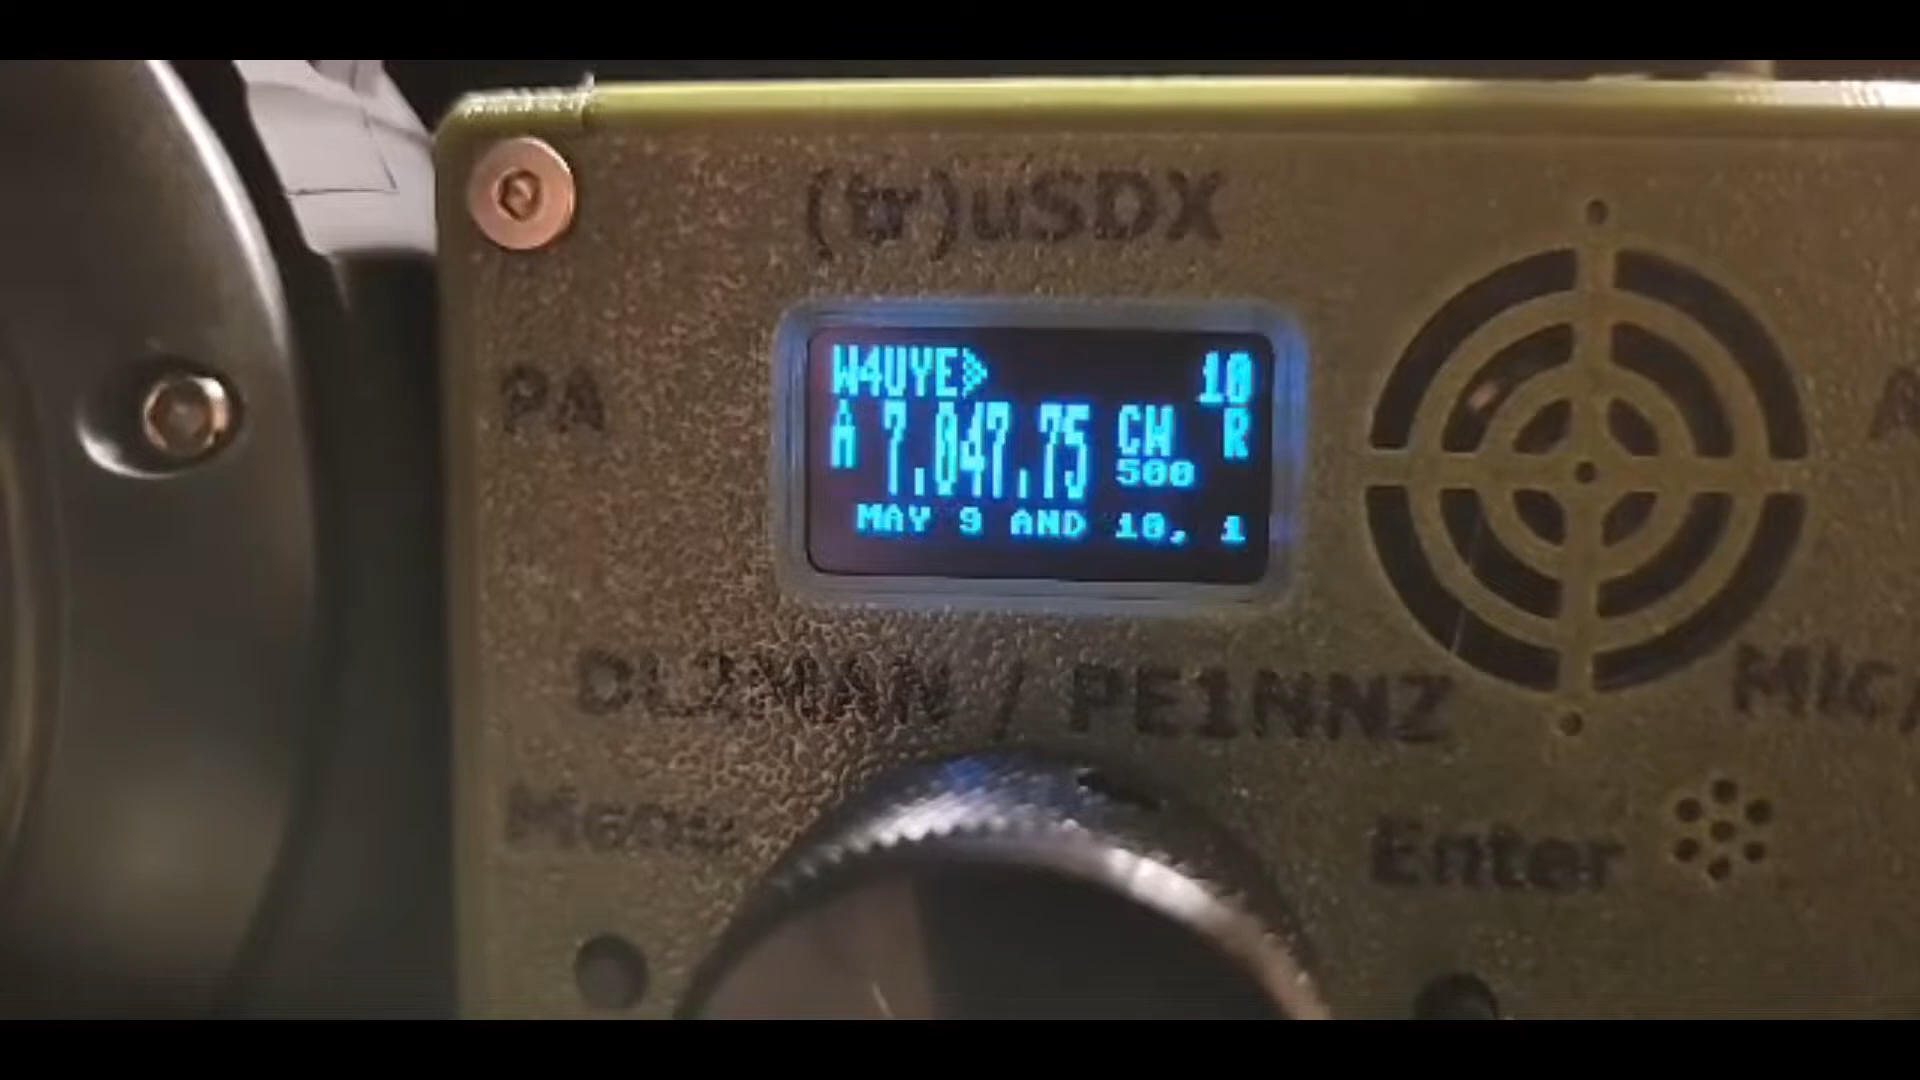 (tr)uSDX
PA
W4UYE> 10
A 7.047.75 CW R
500
MAY 9 AND 10, 1
DL2MAN / PE1NNZ
Mic/
Menu
Enter